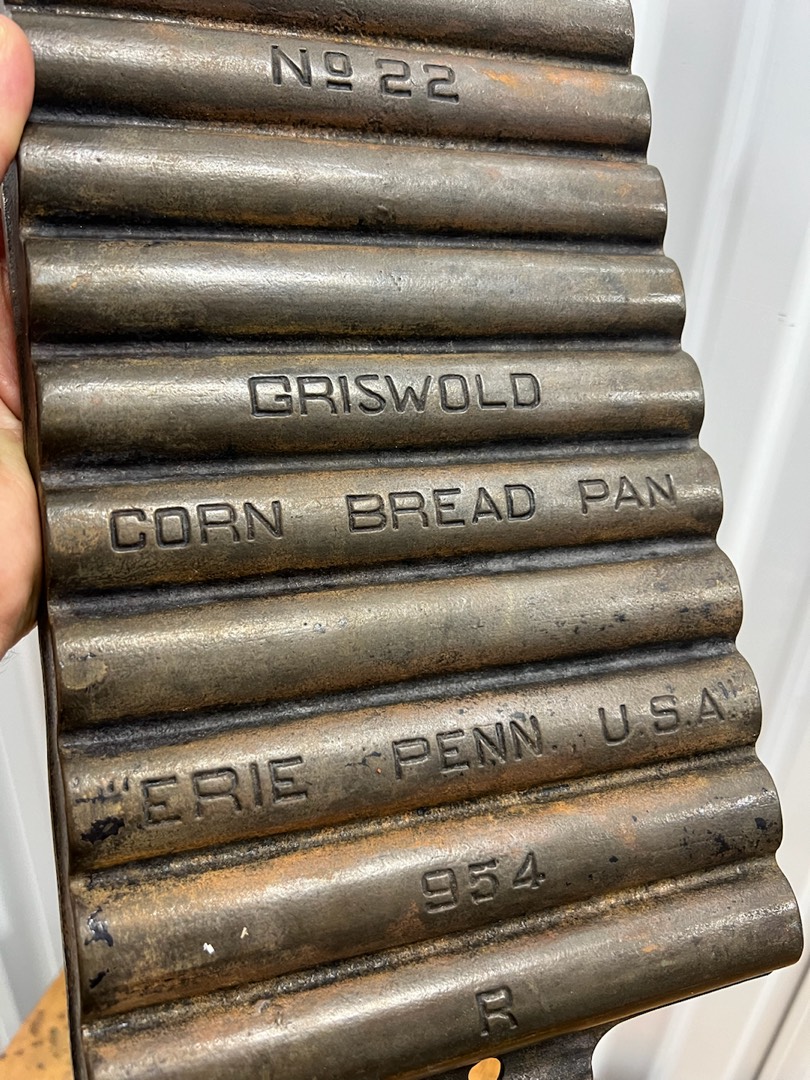 Nº 22
GRISWOLD
CORN BREAD PAN
"ERIE PENN., U.S.A."
954
R